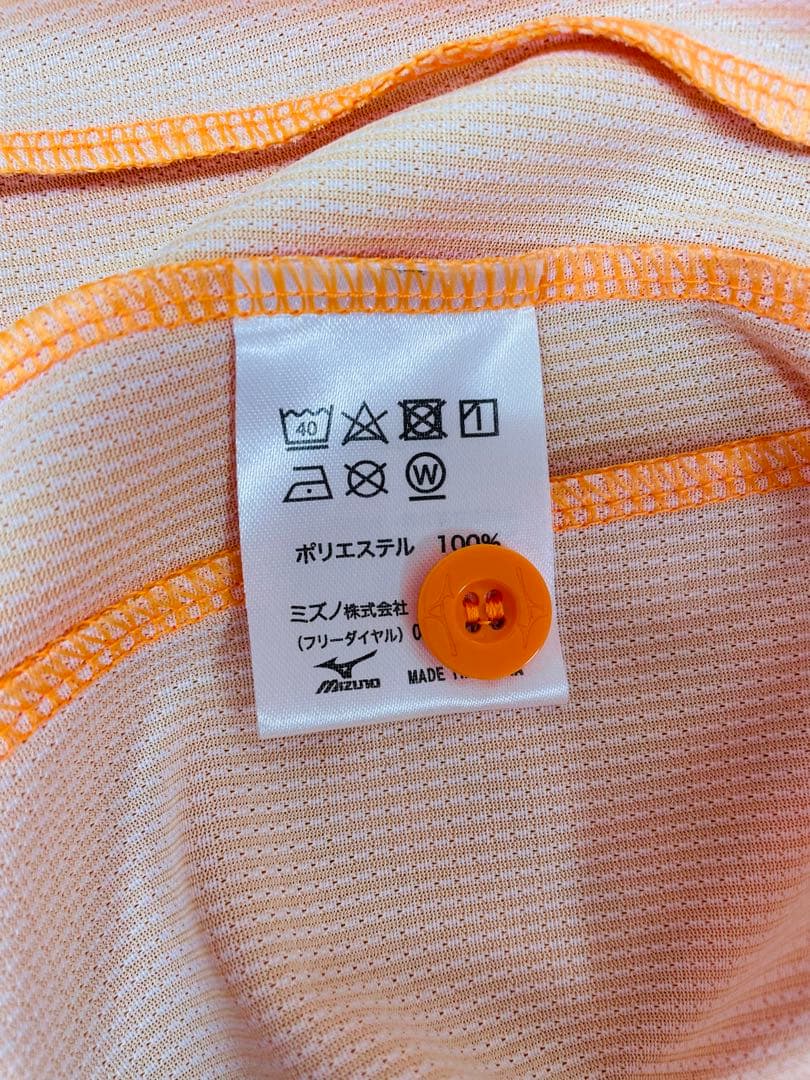 40
W
ポリエステル 100%
ミズノ株式会社
(フリーダイヤル) 0
MIZUNO MADE